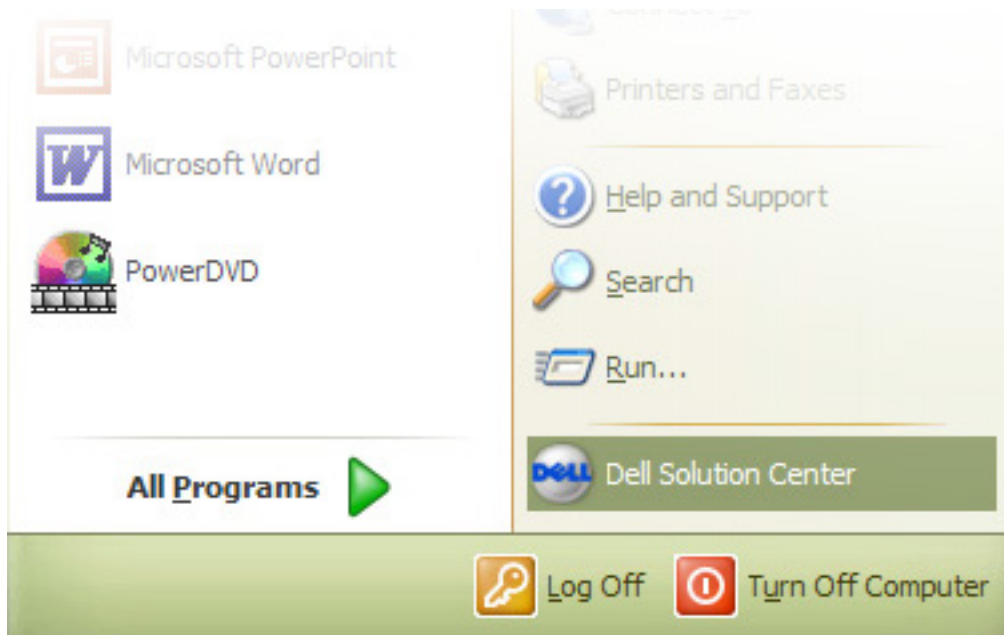 Microsoft PowerPoint
Microsoft Word
PowerDVD
All Programs
Printers and Faxes
Help and Support
Search
Run...
DELL Dell Solution Center
Log Off
Turn Off Computer